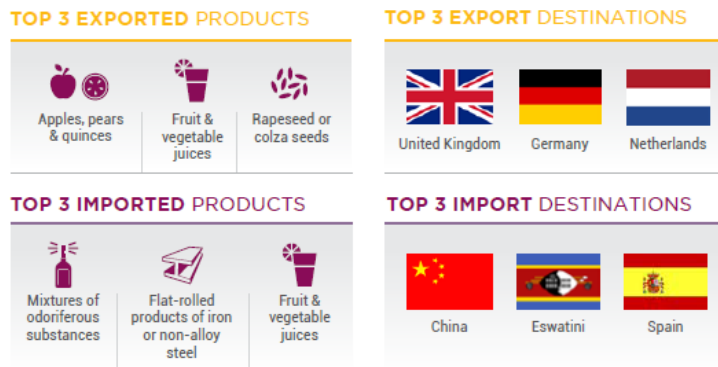 TOP 3 EXPORTED PRODUCTS
Apples, pears
& quinces
Fruit &
vegetable
juices
Rapeseed or
colza seeds
TOP 3 EXPORT DESTINATIONS
United Kingdom
Germany
Netherlands
TOP 3 IMPORTED PRODUCTS
Mixtures of
odoriferous
substances
Flat-rolled
products of iron
or non-alloy
steel
Fruit &
vegetable
juices
TOP 3 IMPORT DESTINATIONS
China
Eswatini
Spain